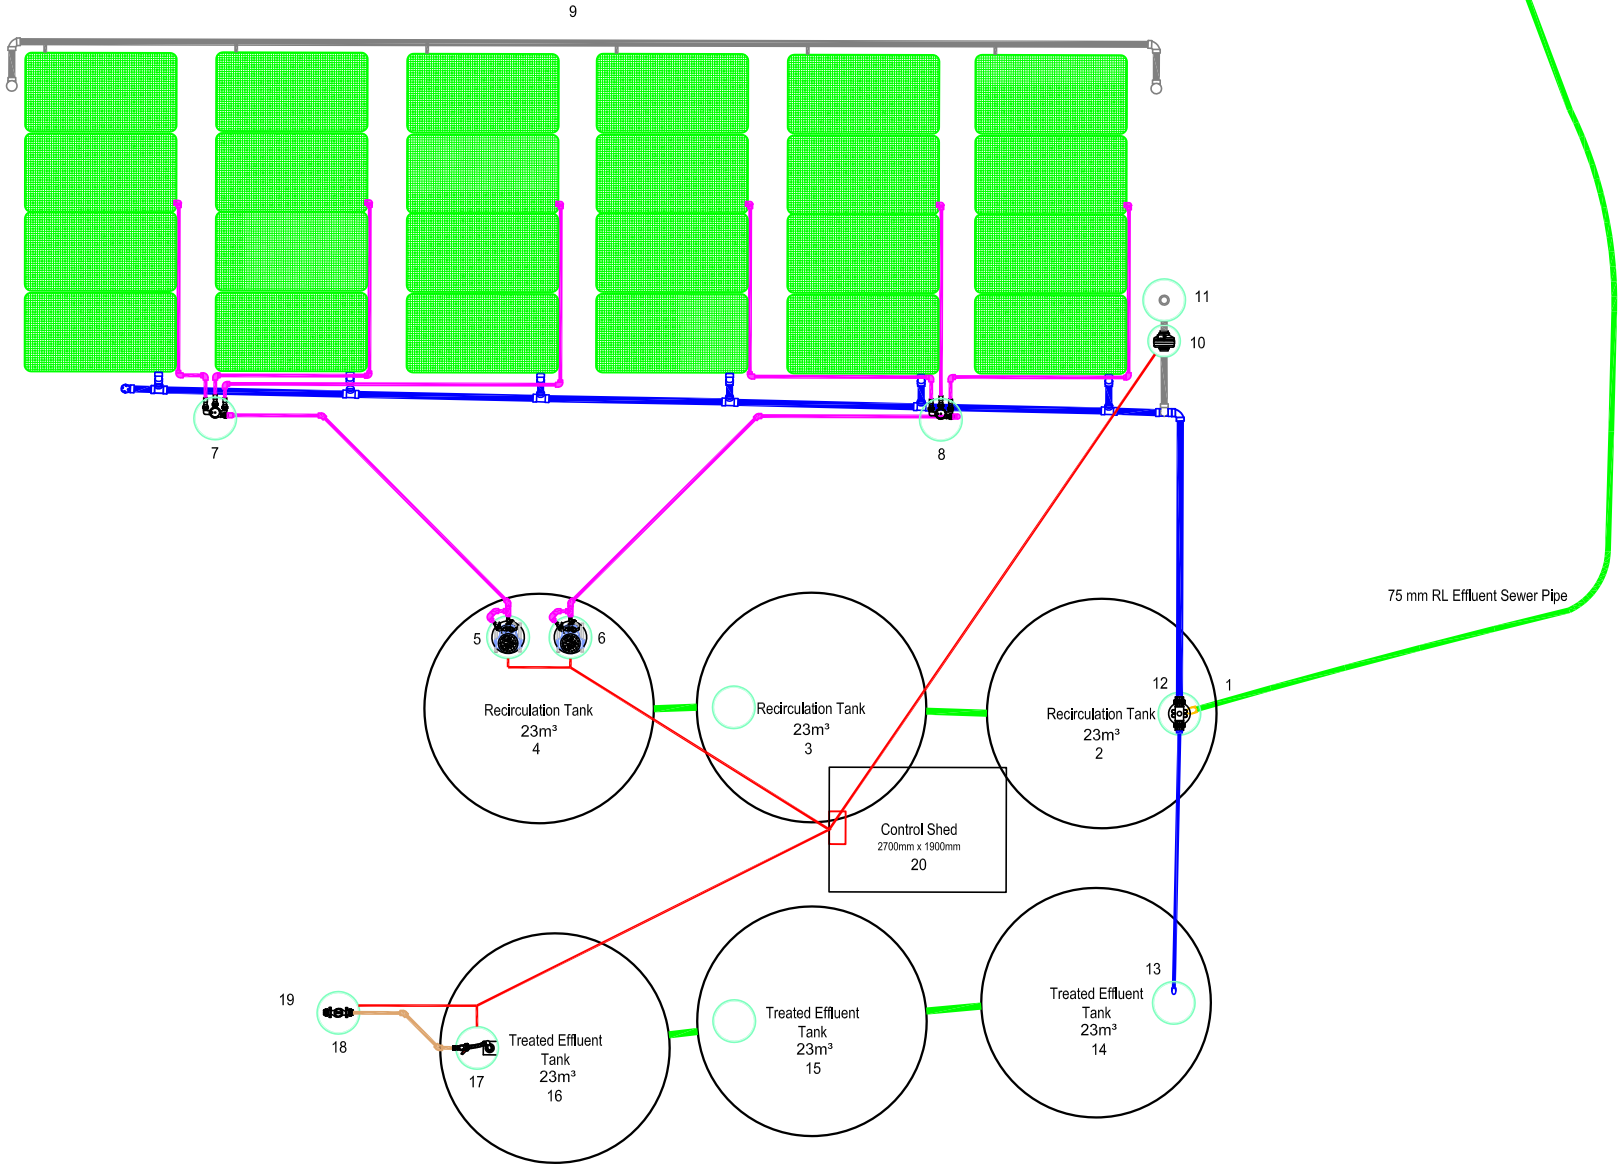 9
11
10
7
8
75 mm RL Effluent Sewer Pipe
5
6
12
1
Recirculation Tank
23m³
4
Recirculation Tank
23m³
3
Recirculation Tank
23m³
2
Control Shed
2700mm x 1900mm
20
13
19
18
17
Treated Effluent
Tank
23m³
16
Treated Effluent
Tank
23m³
15
Treated Effluent
Tank
23m³
14